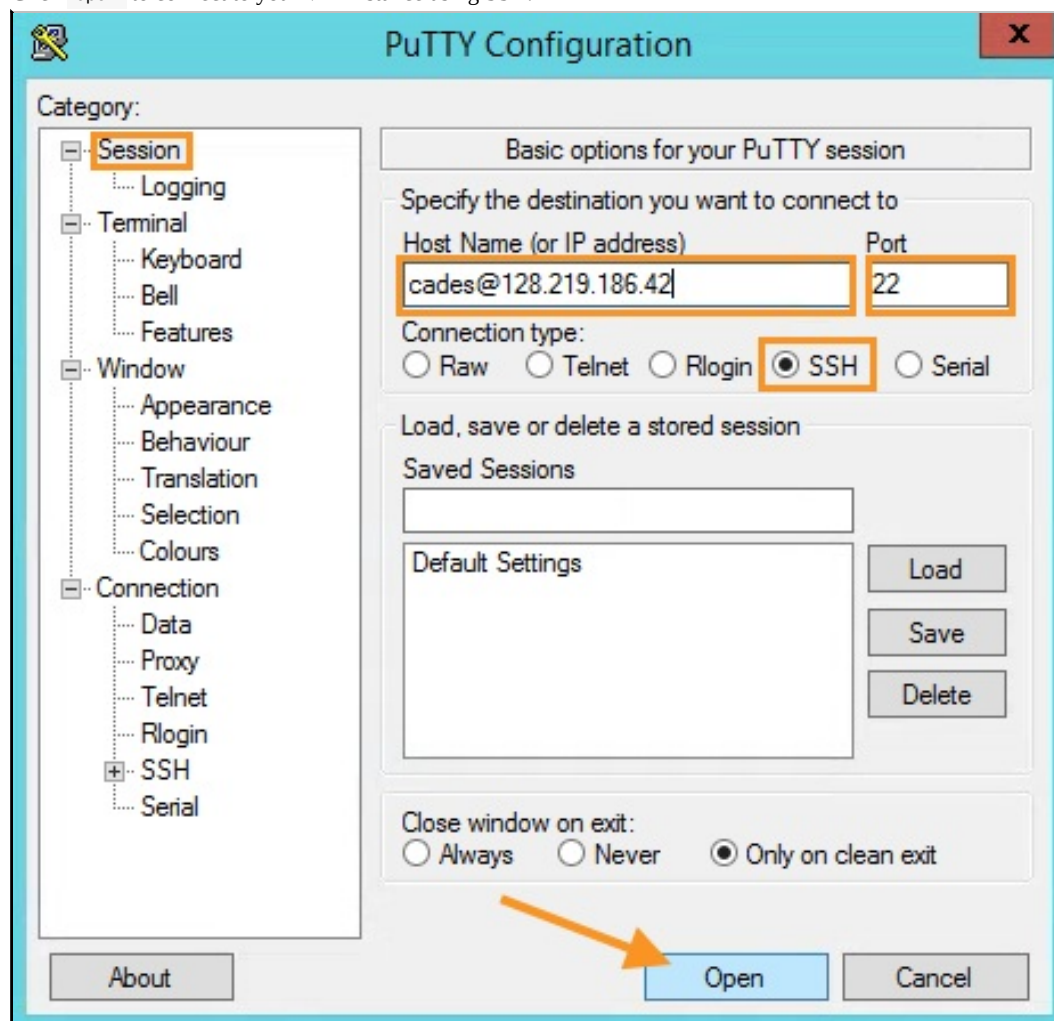 PuTTY Configuration
x
Category:
Session
Logging
Terminal
Keyboard
Bell
Features
Window
Appearance
Behaviour
Translation
Selection
Colours
Connection
Data
Proxy
Telnet
Rlogin
SSH
Serial
Basic options for your PuTTY session
Specify the destination you want to connect to
Host Name (or IP address) Port
cades@128.219.186.42 22
Connection type:
Raw Telnet Rlogin SSH Serial
Load, save or delete a stored session
Saved Sessions
Default Settings
Load
Save
Delete
Close window on exit:
Always Never Only on clean exit
About Open Cancel